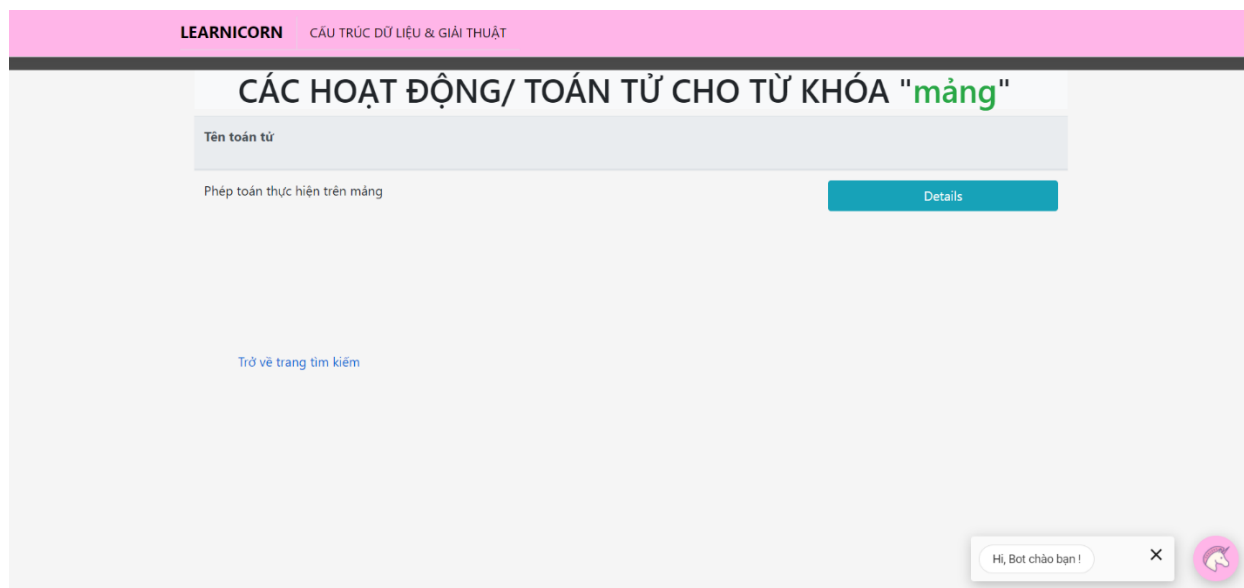 LEARNICORN CẤU TRÚC DỮ LIỆU & GIẢI THUẬT
CÁC HOẠT ĐỘNG/ TOÁN TỬ CHO TỪ KHÓA "mảng"
Tên toán tử
Phép toán thực hiện trên mảng Details
Trở về trang tìm kiếm
Hi, Bot chào bạn !